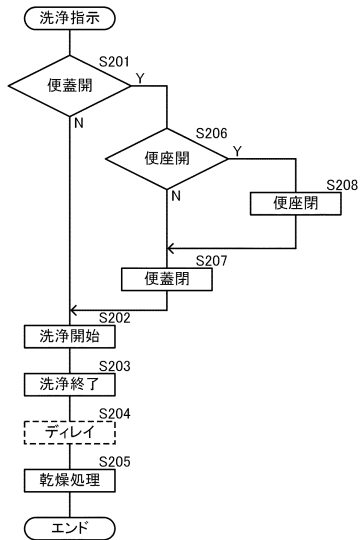 洗浄指示
S201
便蓋開
Y
N
S206
便座開
Y
N
S208
便座閉
S207
便蓋閉
S202
洗浄開始
S203
洗浄終了
S204
ディレイ
S205
乾燥処理
エンド